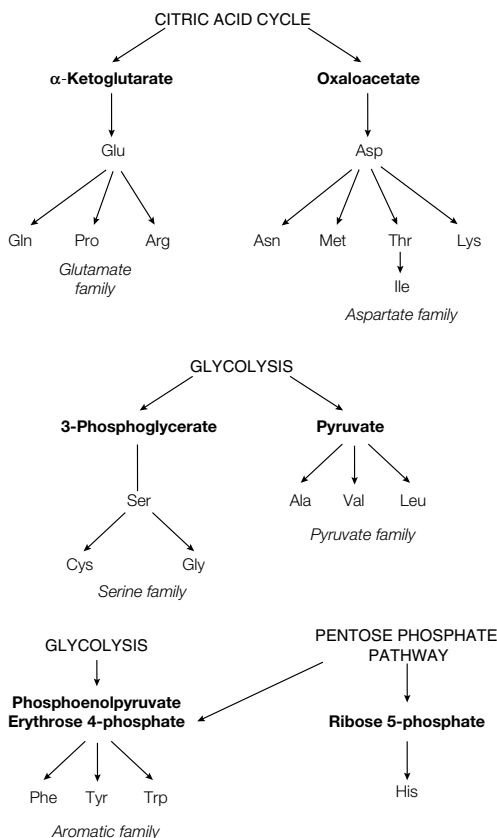 CITRIC ACID CYCLE
α-Ketoglutarate
Oxaloacetate
Glu
Asp
Gln
Pro
Arg
Asn
Met
Thr
Lys
Glutamate
family
Ile
Aspartate family
GLYCOLYSIS
3-Phosphoglycerate
Pyruvate
Ser
Ala
Val
Leu
Pyruvate family
Cys
Gly
Serine family
GLYCOLYSIS
PENTOSE PHOSPHATE
PATHWAY
Phosphoenolpyruvate
Erythrose 4-phosphate
Ribose 5-phosphate
Phe
Tyr
Trp
His
Aromatic family